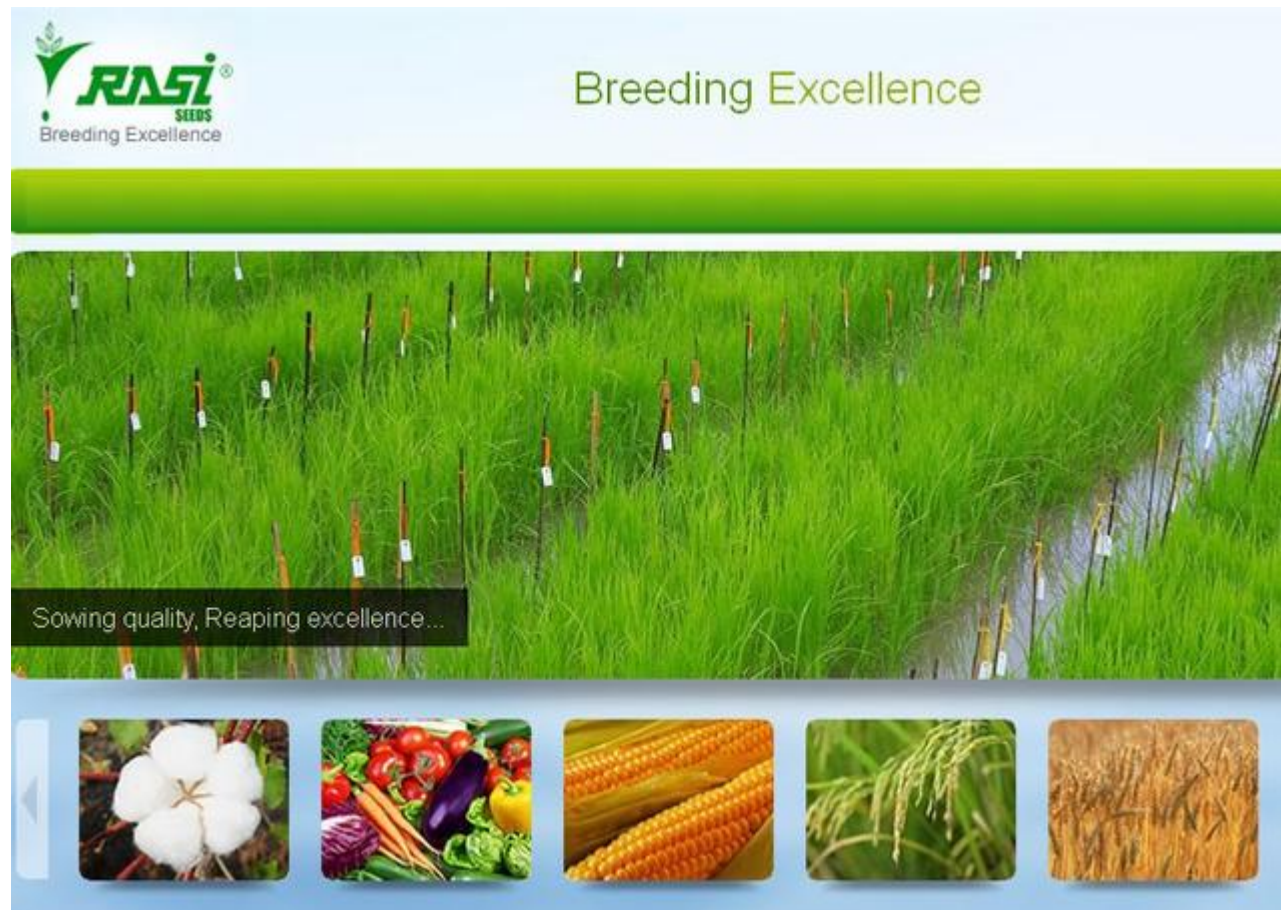 RASi®
SEEDS
Breeding Excellence
Breeding Excellence
Sowing quality, Reaping excellence...